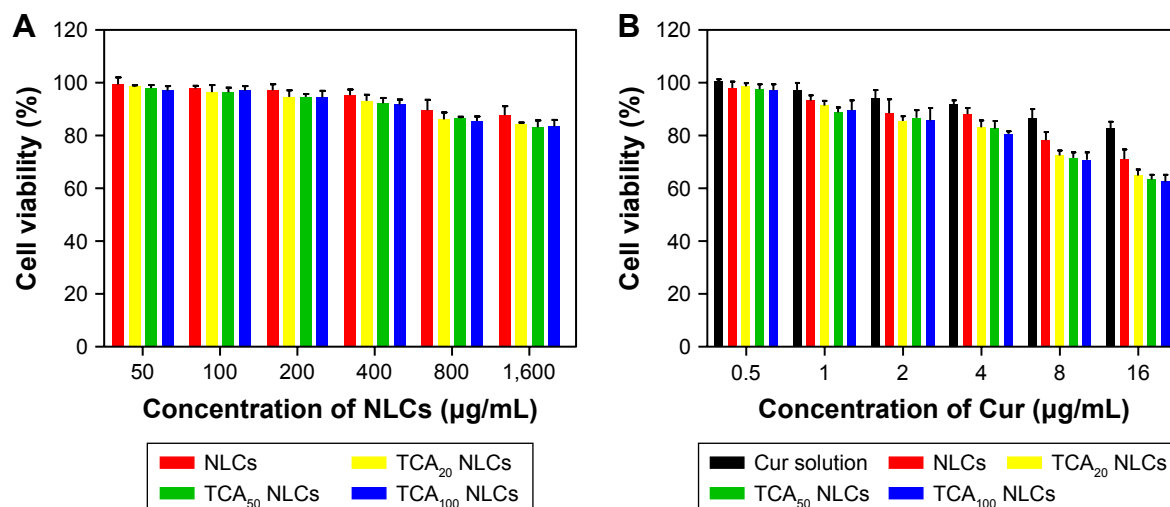 A
120
100
80
60
40
20
0
Cell viability (%)
50 100 200 400 800 1,600
Concentration of NLCs (µg/mL)
NLCs TCA₂₀ NLCs
TCA₅₀ NLCs TCA₁₀₀ NLCs
B
120
100
80
60
40
20
0
Cell viability (%)
0.5 1 2 4 8 16
Concentration of Cur (µg/mL)
Cur solution NLCs TCA₂₀ NLCs
TCA₅₀ NLCs TCA₁₀₀ NLCs